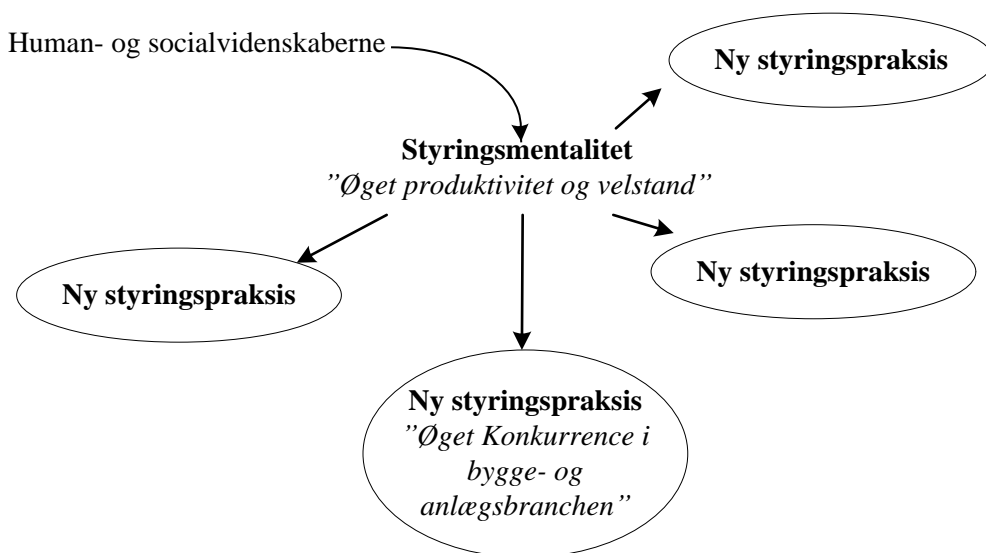 Human- og socialvidenskaberne
Ny styringspraksis
Styringsmentalitet
”Øget produktivitet og velstand”
Ny styringspraksis
Ny styringspraksis
Ny styringspraksis
”Øget Konkurrence i
bygge- og
anlægsbranchen”